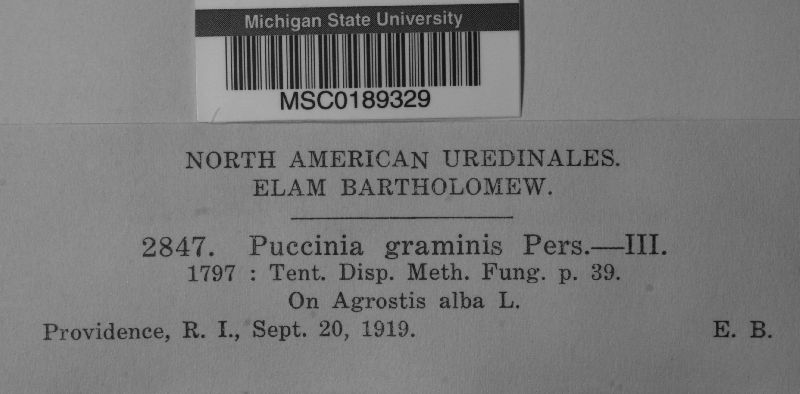 Michigan State University
MSC0189329
NORTH AMERICAN UREDINALES.
ELAM BARTHOLOMEW.
2847. Puccinia graminis Pers.—III.
1797 : Tent. Disp. Meth. Fung. p. 39.
On Agrostis alba L.
Providence, R. I., Sept. 20, 1919. E. B.